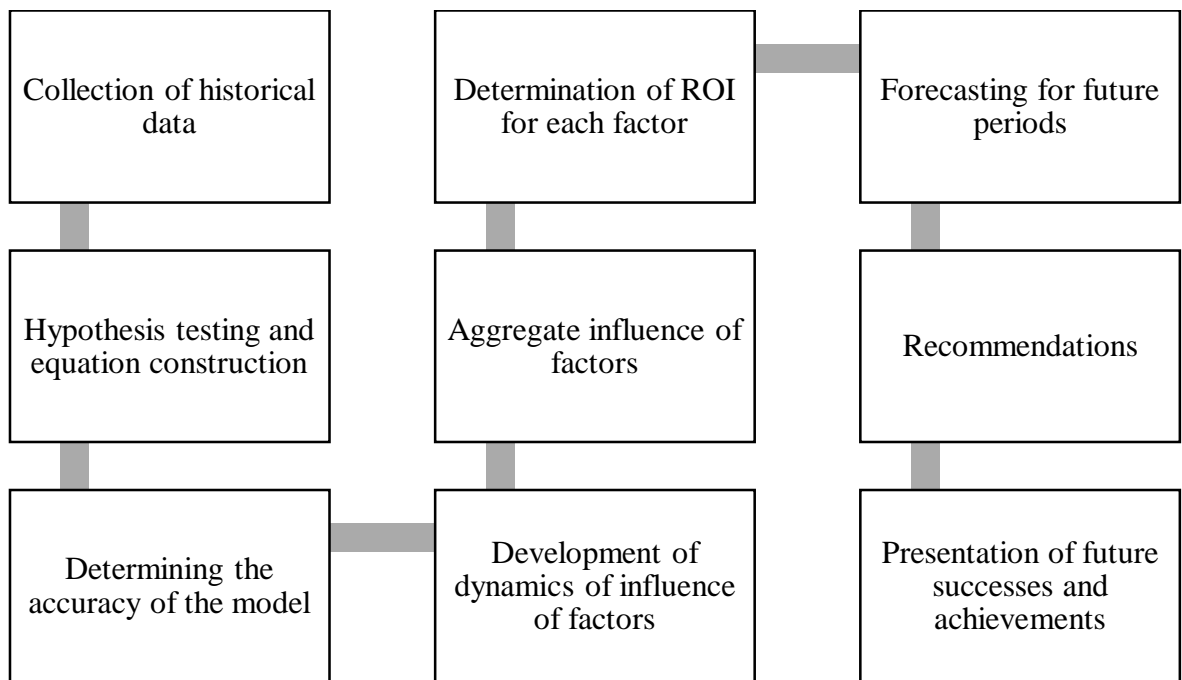 Collection of historical
data
Hypothesis testing and
equation construction
Determining the
accuracy of the model
Development of
dynamics of influence
of factors
Aggregate influence of
factors
Determination of ROI
for each factor
Forecasting for future
periods
Recommendations
Presentation of future
successes and
achievements